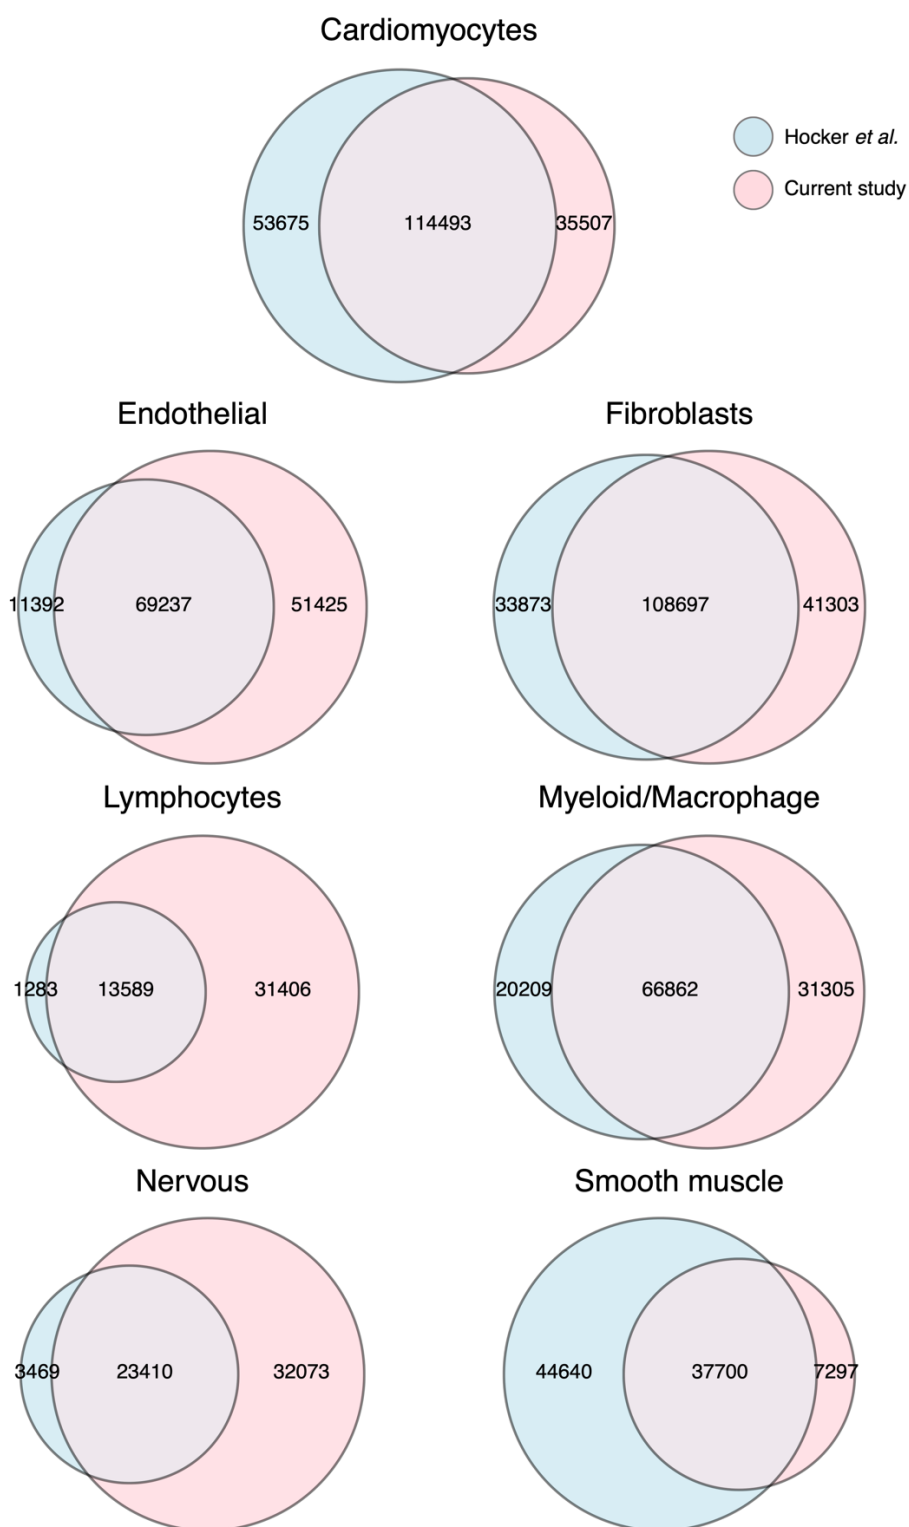 Cardiomyocytes
Hocker et al.
Current study
53675 114493 35507
Endothelial Fibroblasts
11392 69237 51425 33873 108697 41303
Lymphocytes Myeloid/Macrophage
1283 13589 31406 20209 66862 31305
Nervous Smooth muscle
3469 23410 32073 44640 37700 7297